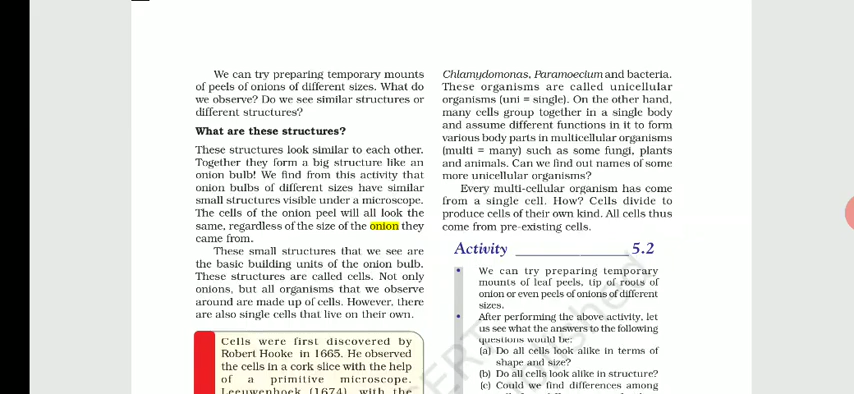 We can try preparing temporary mounts
of peels of onions of different sizes. What do
we observe? Do we see similar structures or
different structures?
What are these structures?
These structures look similar to each other.
Together they form a big structure like an
onion bulb! We find from this activity that
onion bulbs of different sizes have similar
small structures visible under a microscope.
The cells of the onion peel will all look the
same, regardless of the size of the onion they
came from.
These small structures that we see are
the basic building units of the onion bulb.
These structures are called cells. Not only
onions, but all organisms that we observe
around are made up of cells. However, there
are also single cells that live on their own.
Cells were first discovered by
Robert Hooke in 1665. He observed
the cells in a cork slice with the help
of a primitive microscope.
Leeuwenhoek (1674), with the
Chlamydomonas, Paramoecium and bacteria.
These organisms are called unicellular
organisms (uni = single). On the other hand,
many cells group together in a single body
and assume different functions in it to form
various body parts in multicellular organisms
(multi = many) such as some fungi, plants
and animals. Can we find out names of some
more unicellular organisms?
Every multi-cellular organism has come
from a single cell. How? Cells divide to
produce cells of their own kind. All cells thus
come from pre-existing cells.
Activity ______________ 5.2
• We can try preparing temporary
mounts of leaf peels, tip of roots of
onion or even peels of onions of different
sizes.
• After performing the above activity, let
us see what the answers to the following
questions would be:
(a) Do all cells look alike in terms of
shape and size?
(b) Do all cells look alike in structure?
(c) Could we find differences among